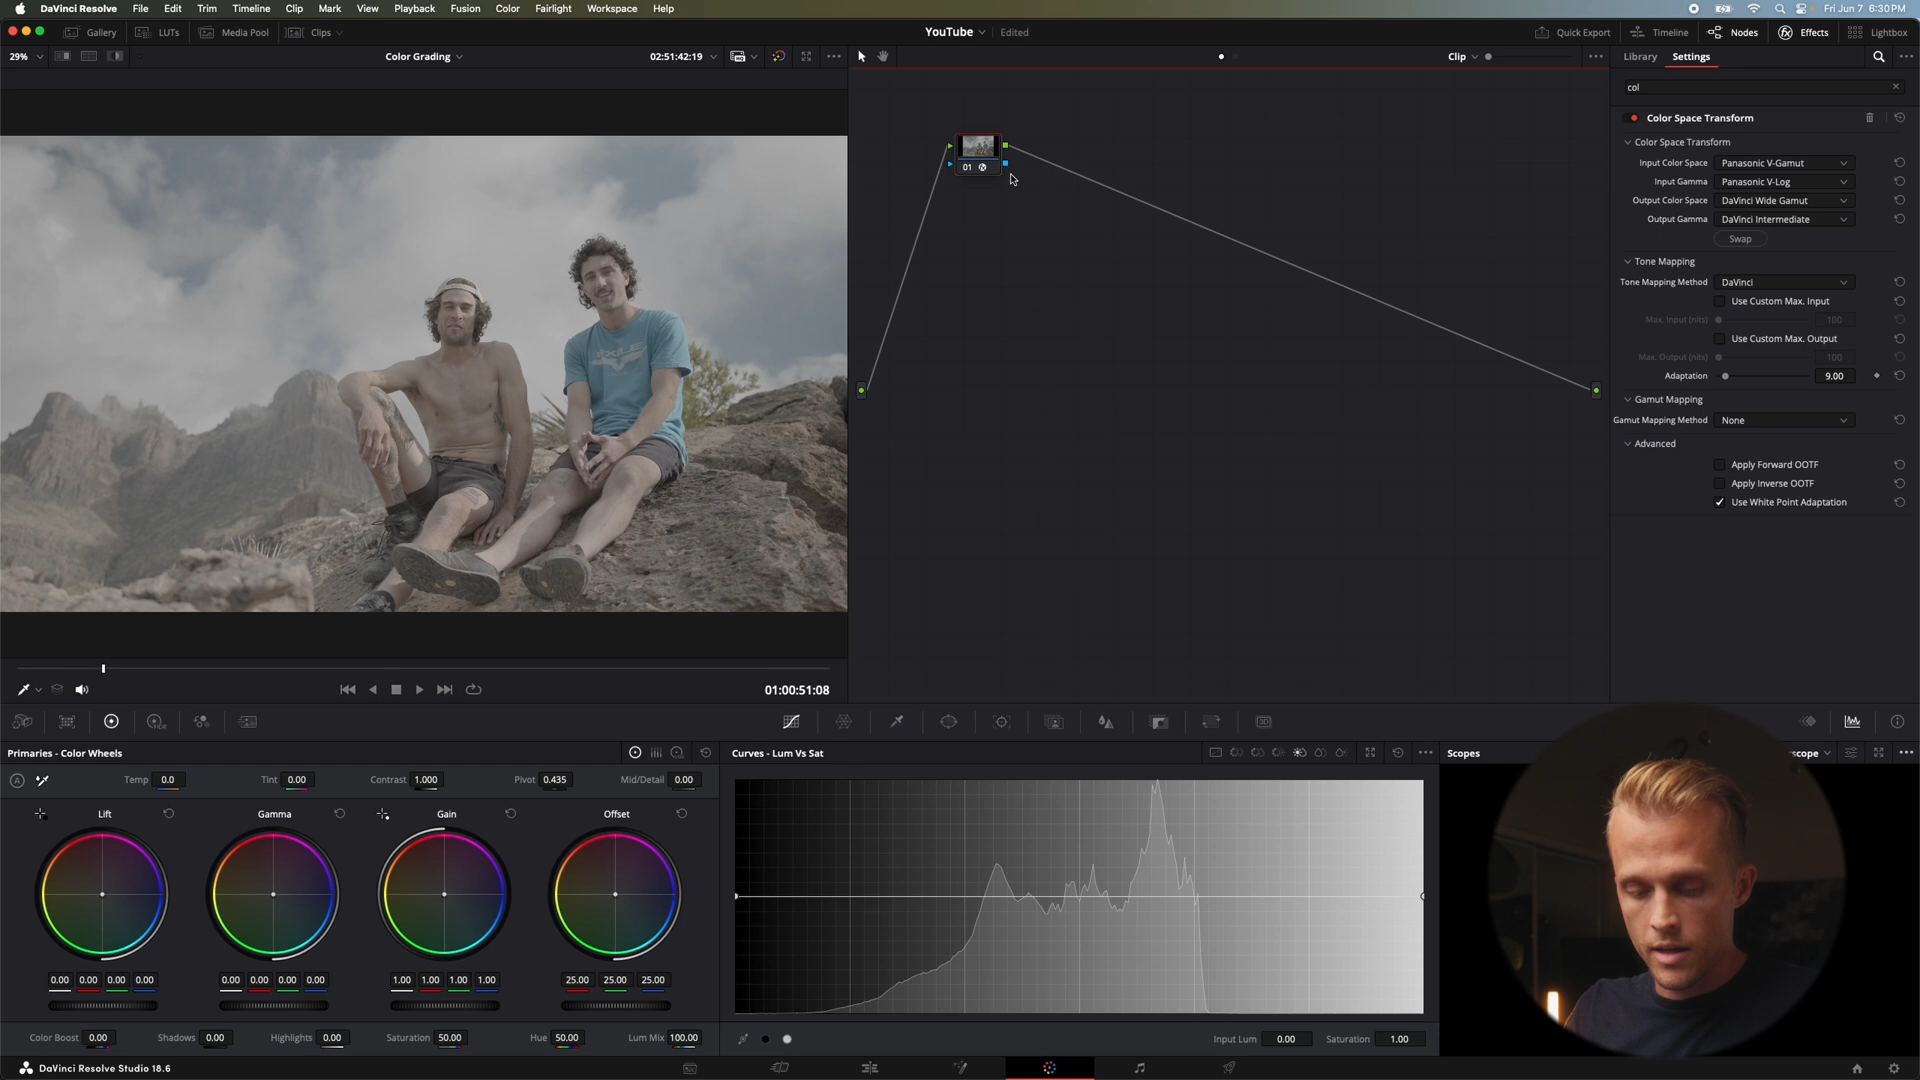 DaVinci Resolve File Edit Trim Timeline Clip Mark View Playback Fusion Color Fairlight Workspace Help Fri Jun 7 6:30 PM
Gallery LUTs Media Pool Clips YouTube Edited Quick Export Timeline Nodes Effects Lightbox
29% Color Grading 02:51:42:19 Clip Library Settings
col
Color Space Transform
Color Space Transform
Input Color Space Panasonic V-Gamut
Input Gamma Panasonic V-Log
Output Color Space DaVinci Wide Gamut
Output Gamma DaVinci Intermediate
Swap
Tone Mapping
Tone Mapping Method DaVinci
Use Custom Max. Input
Max. Input (nits) 100
Use Custom Max. Output
Max. Output (nits) 100
Adaptation 9.00
Gamut Mapping
Gamut Mapping Method None
Advanced
Apply Forward OOTF
Apply Inverse OOTF
Use White Point Adaptation
01
EXILE
01:00:51:08
Primaries - Color Wheels Curves - Lum Vs Sat Scopes scope
Temp 0.0 Tint 0.00 Contrast 1.000 Pivot 0.435 Mid/Detail 0.00
Lift Gamma Gain Offset
0.00 0.00 0.00 0.00 0.00 0.00 0.00 0.00 1.00 1.00 1.00 1.00 25.00 25.00 25.00
Color Boost 0.00 Shadows 0.00 Highlights 0.00 Saturation 50.00 Hue 50.00 Lum Mix 100.00 Input Lum 0.00 Saturation 1.00
DaVinci Resolve Studio 18.6